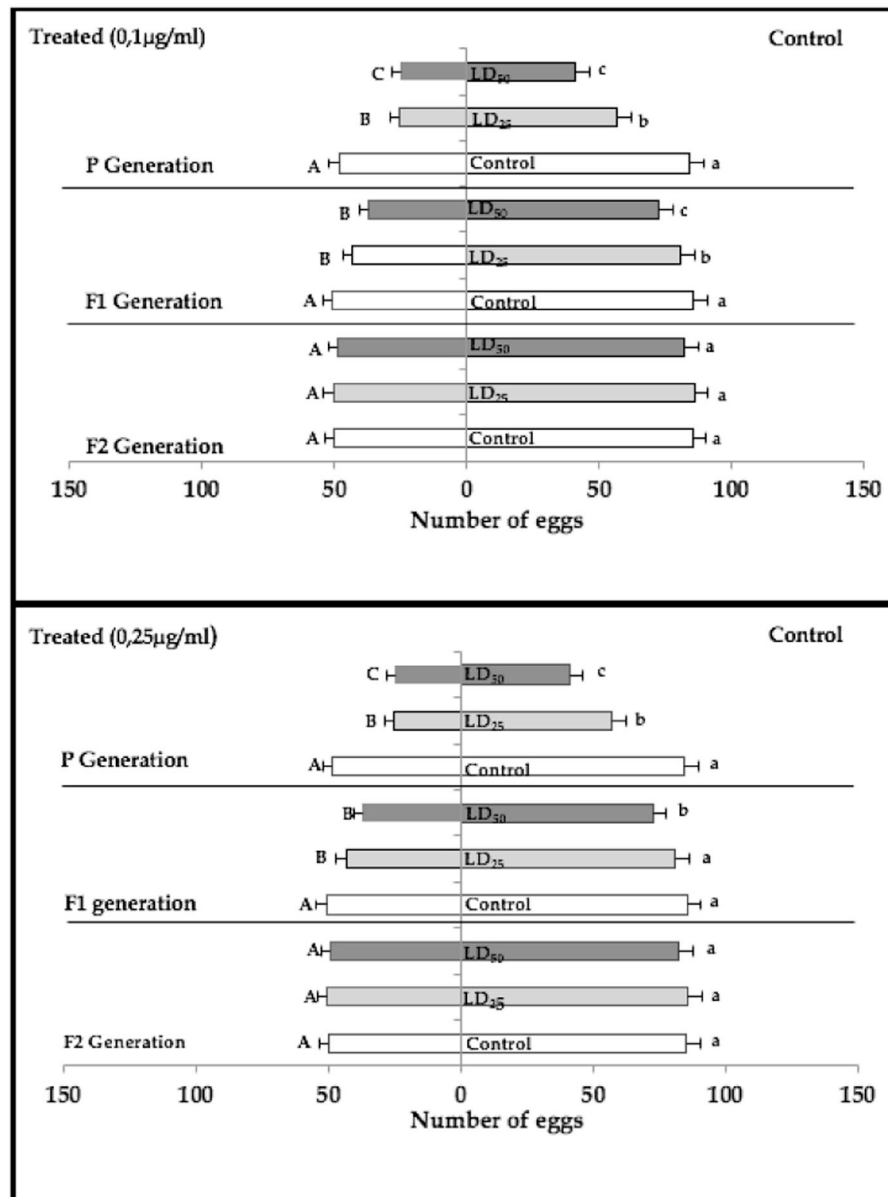 Treated (0,1µg/ml) Control
C LD₅₀ c
B LD₂₅ b
P Generation A Control a
B LD₅₀ c
B LD₂₅ b
F1 Generation A Control a
A LD₅₀ a
A LD₂₅ a
F2 Generation A Control a
150 100 50 0 50 100 150
Number of eggs
Treated (0,25µg/ml) Control
C LD₅₀ c
B LD₂₅ b
P Generation A Control a
B LD₅₀ b
B LD₂₅ a
F1 generation A Control a
A LD₅₀ a
A LD₂₅ a
F2 Generation A Control a
150 100 50 0 50 100 150
Number of eggs